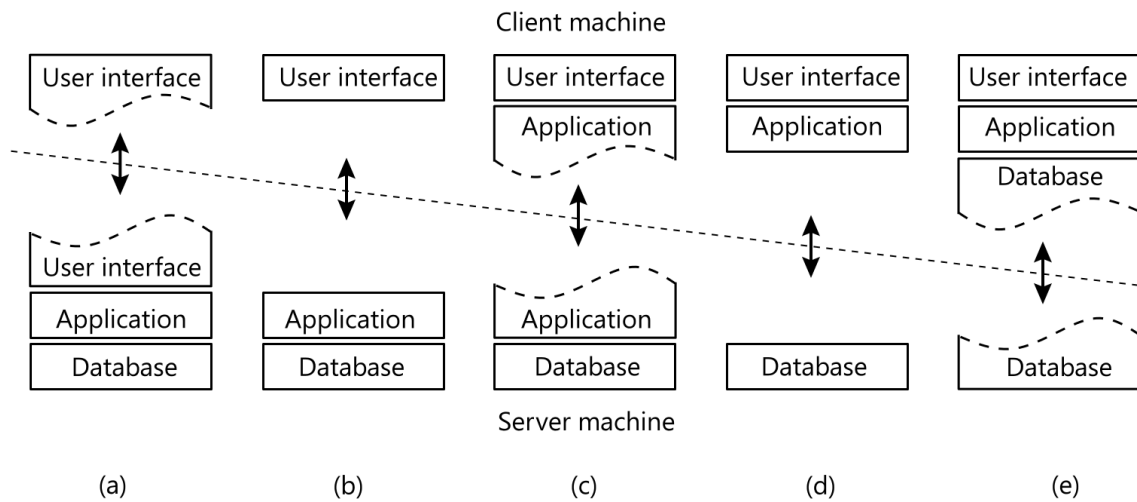 Client machine
User interface User interface User interface User interface User interface
Application Application Application
Database
User interface
Application Application Application
Database Database Database Database Database
Server machine
(a) (b) (c) (d) (e)